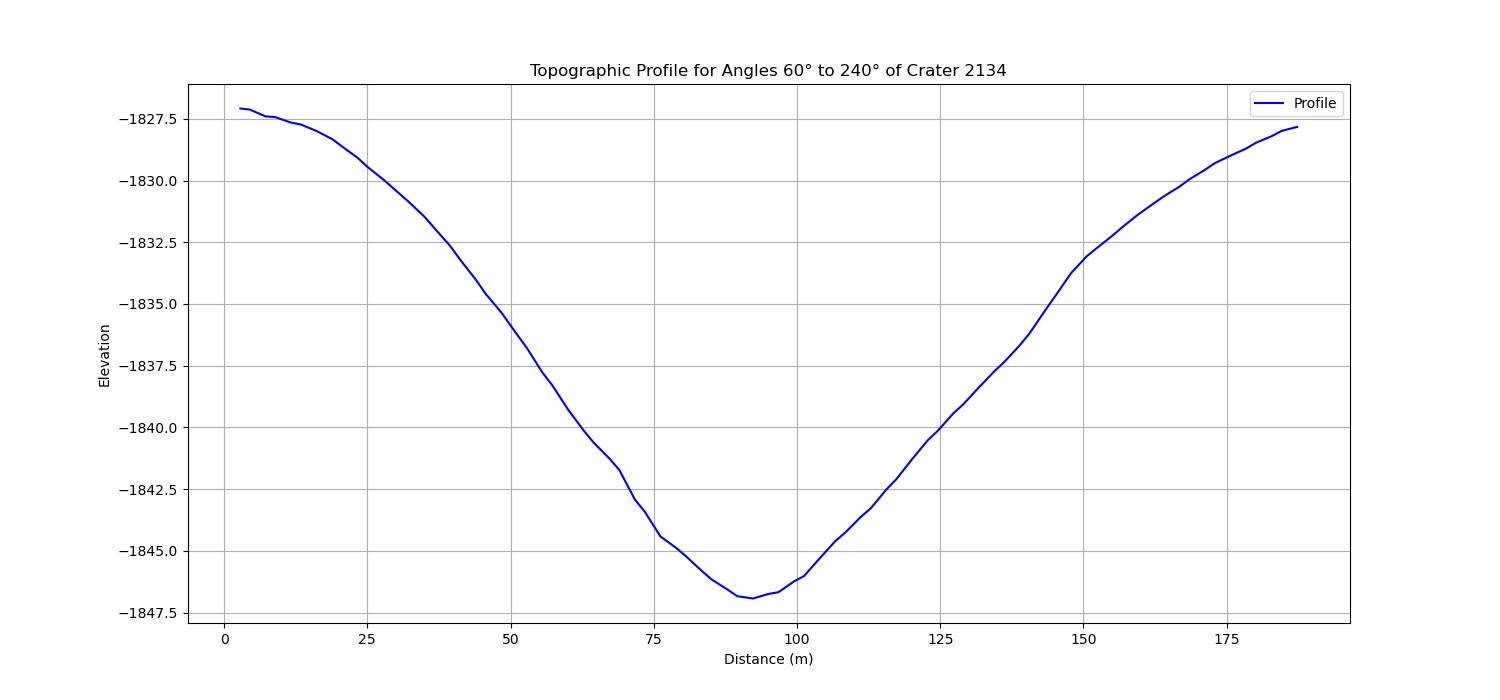 Topographic Profile for Angles 60° to 240° of Crater 2134
Profile
−1827.5
−1830.0
−1832.5
−1835.0
−1837.5
−1840.0
−1842.5
−1845.0
−1847.5
Elevation
0 25 50 75 100 125 150 175
Distance (m)